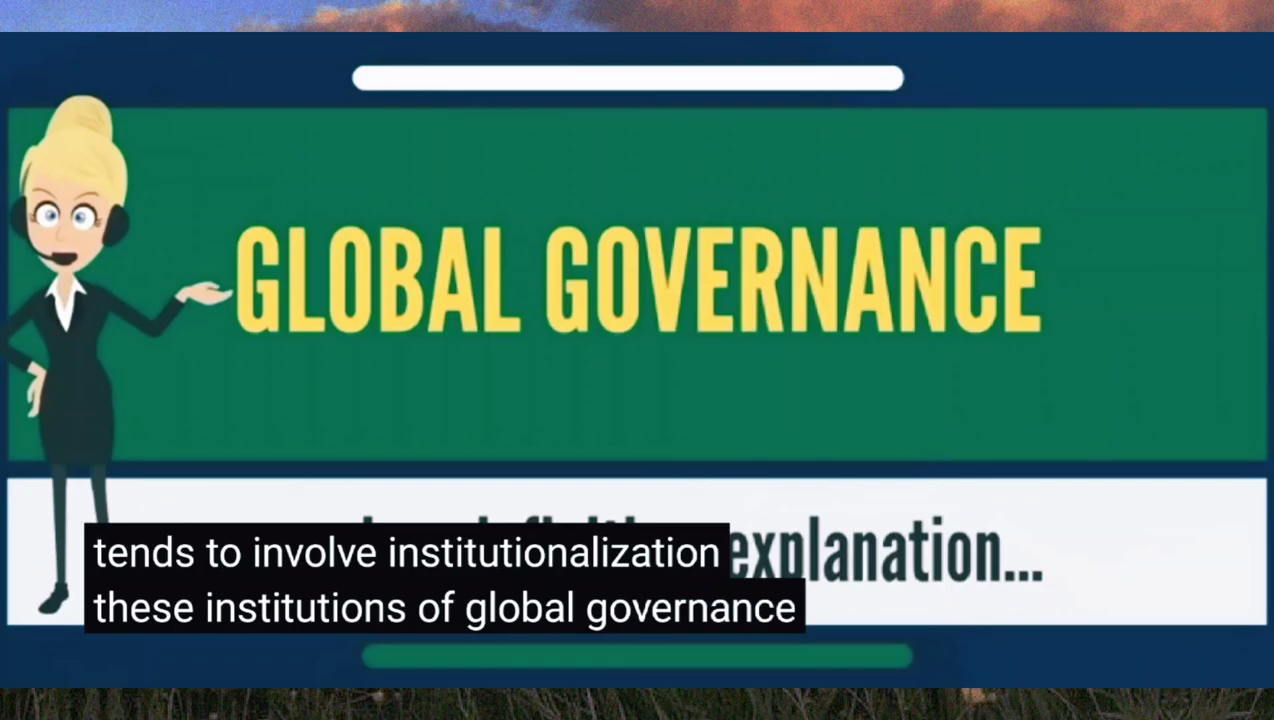 GLOBAL GOVERNANCE
explanation...
tends to involve institutionalization
these institutions of global governance